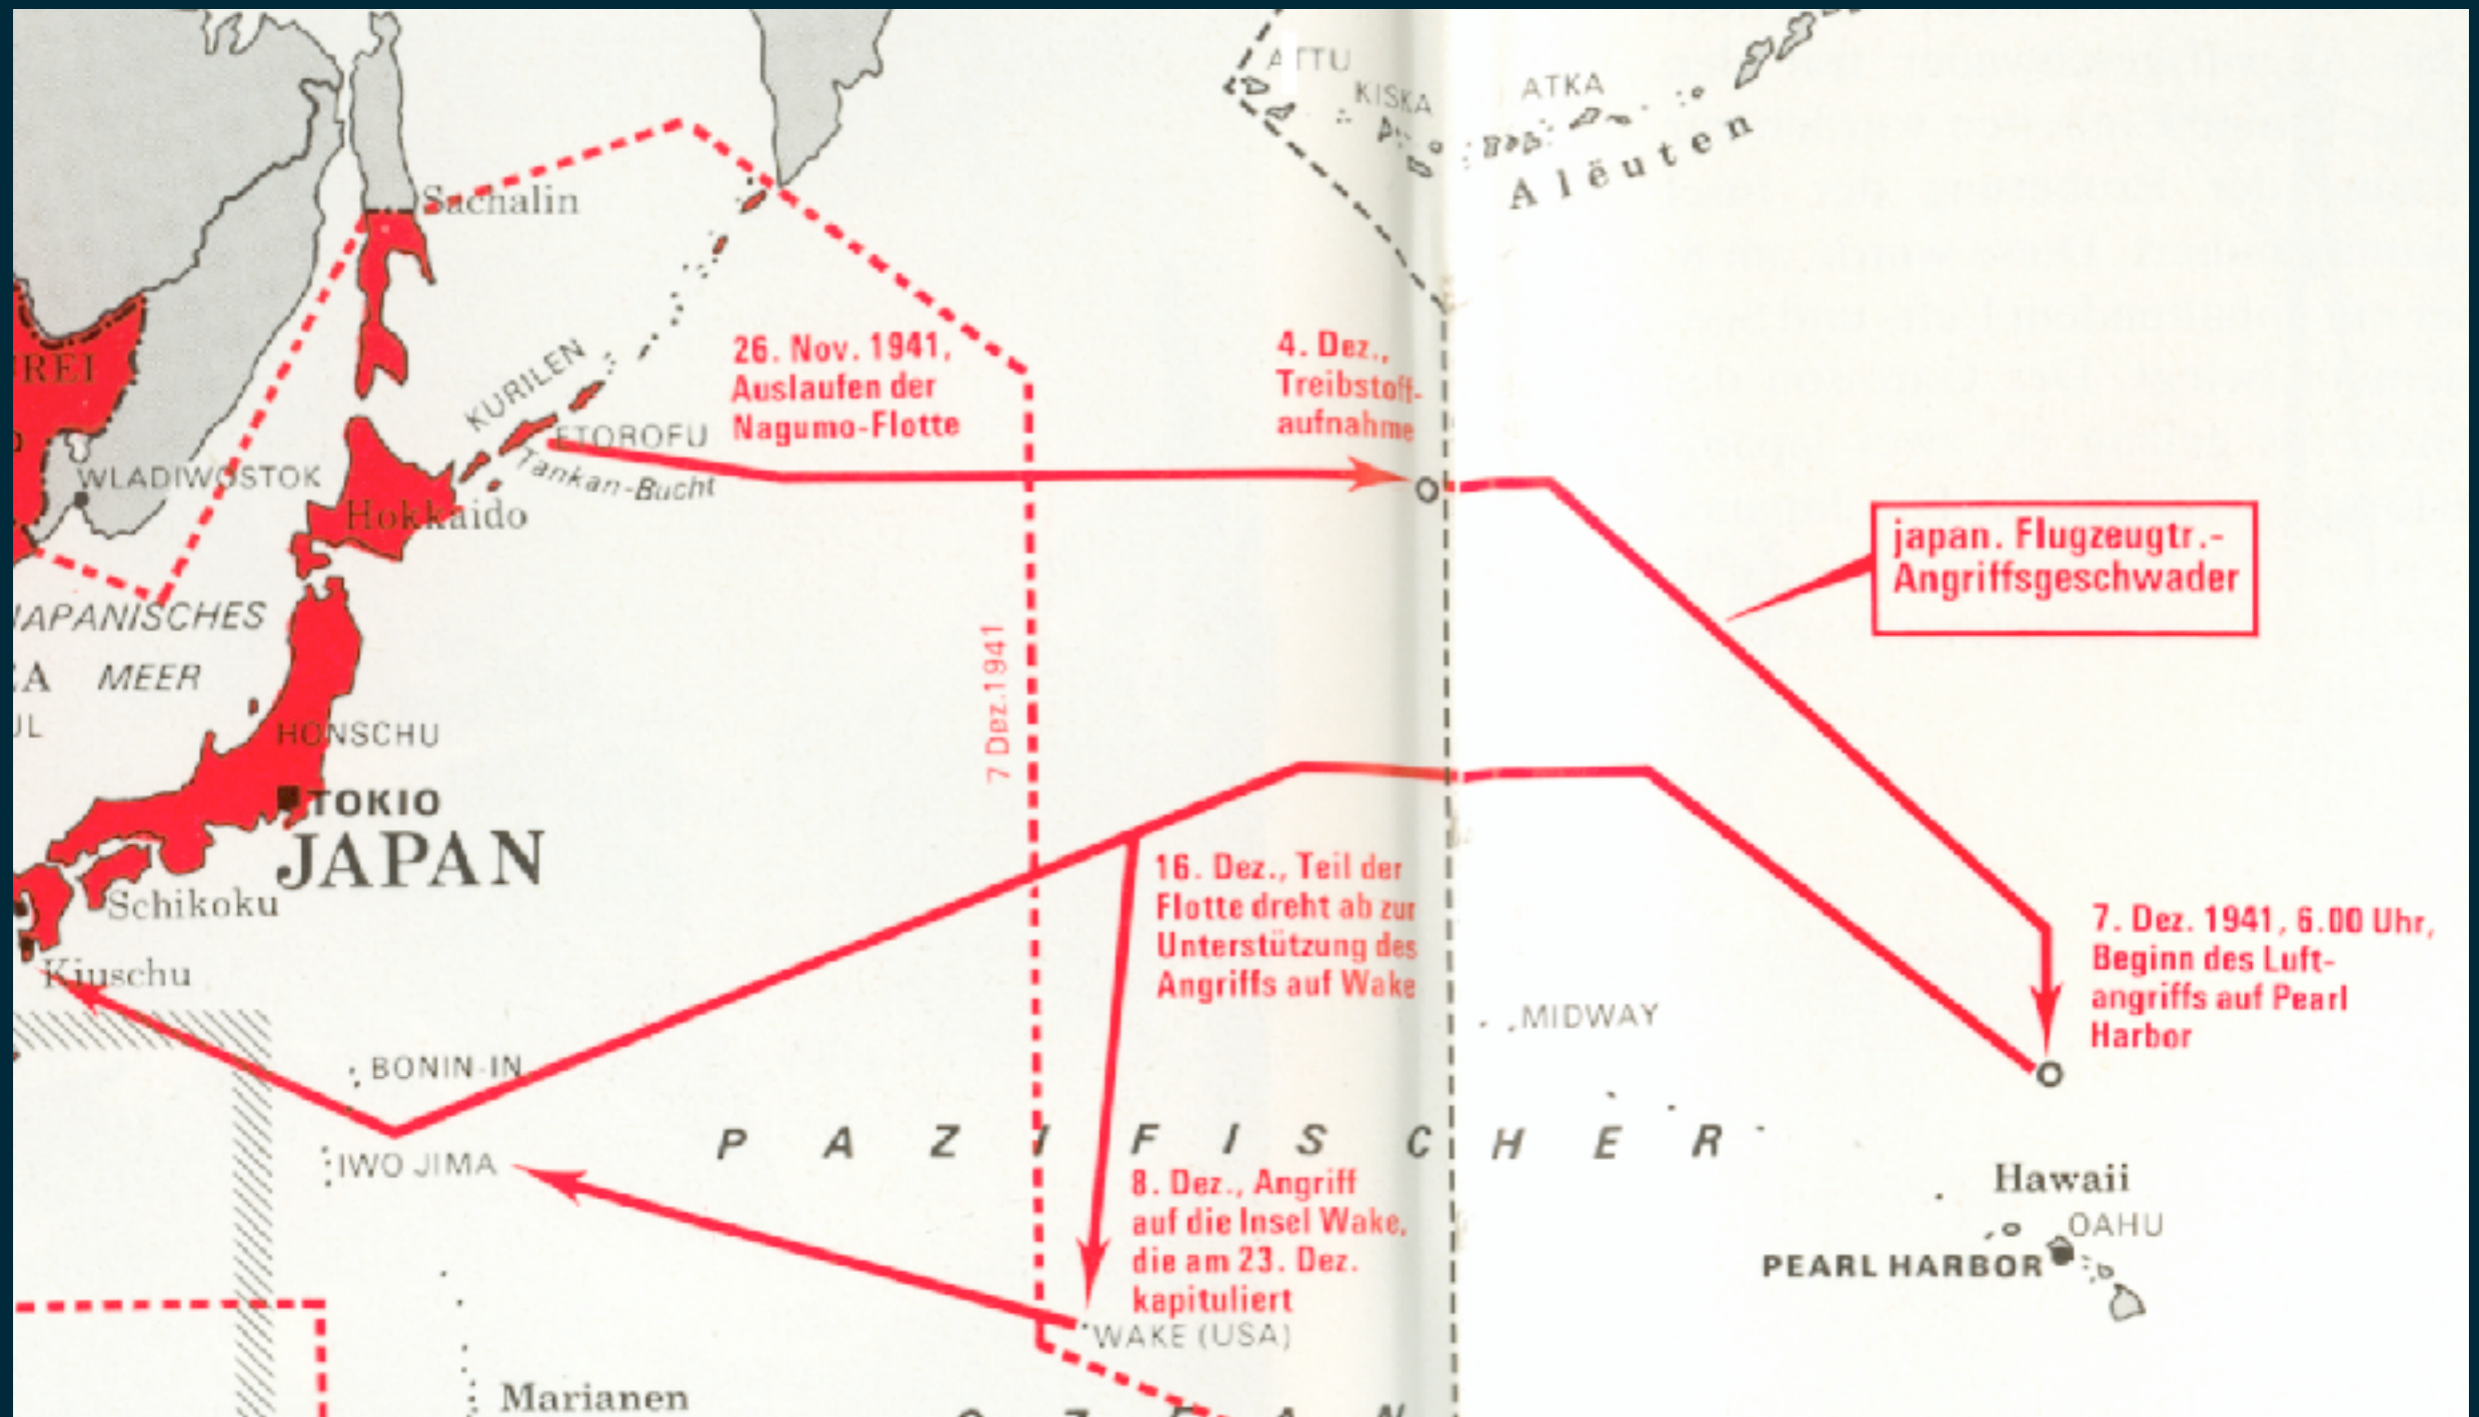 ATTU
KISKA
ATKA
Alëuten
Sachalin
26. Nov. 1941,
Auslaufen der
Nagumo-Flotte
4. Dez.,
Treibstoff-
aufnahme
KURILEN
ETOROFU
Tankan-Bucht
WLADIWOSTOK
Hokkaido
japan. Flugzeugtr.-
Angriffsgeschwader
JAPANISCHES
MEER
7 Dez.1941
HONSCHU
TOKIO
JAPAN
Schikoku
Kiuschu
16. Dez., Teil der
Flotte dreht ab zur
Unterstützung des
Angriffs auf Wake
7. Dez. 1941, 6.00 Uhr,
Beginn des Luft-
angriffs auf Pearl
Harbor
MIDWAY
BONIN-IN
PAZIFISCHER
IWO JIMA
8. Dez., Angriff
auf die Insel Wake,
die am 23. Dez.
kapituliert
WAKE (USA)
Hawaii
OAHU
PEARL HARBOR
Marianen